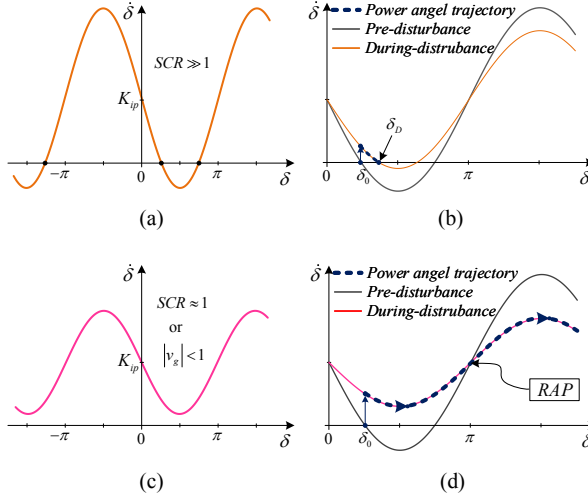 δ̇
SCR ≫ 1
K_ip
−π
0
π
δ
(a)
δ̇
Power angel trajectory
Pre-disturbance
During-distrubance
δ_D
0
δ_0
π
δ
(b)
δ̇
SCR ≈ 1
or
|v_g| < 1
K_ip
−π
0
π
δ
(c)
δ̇
Power angel trajectory
Pre-disturbance
During-distrubance
RAP
0
δ_0
π
δ
(d)